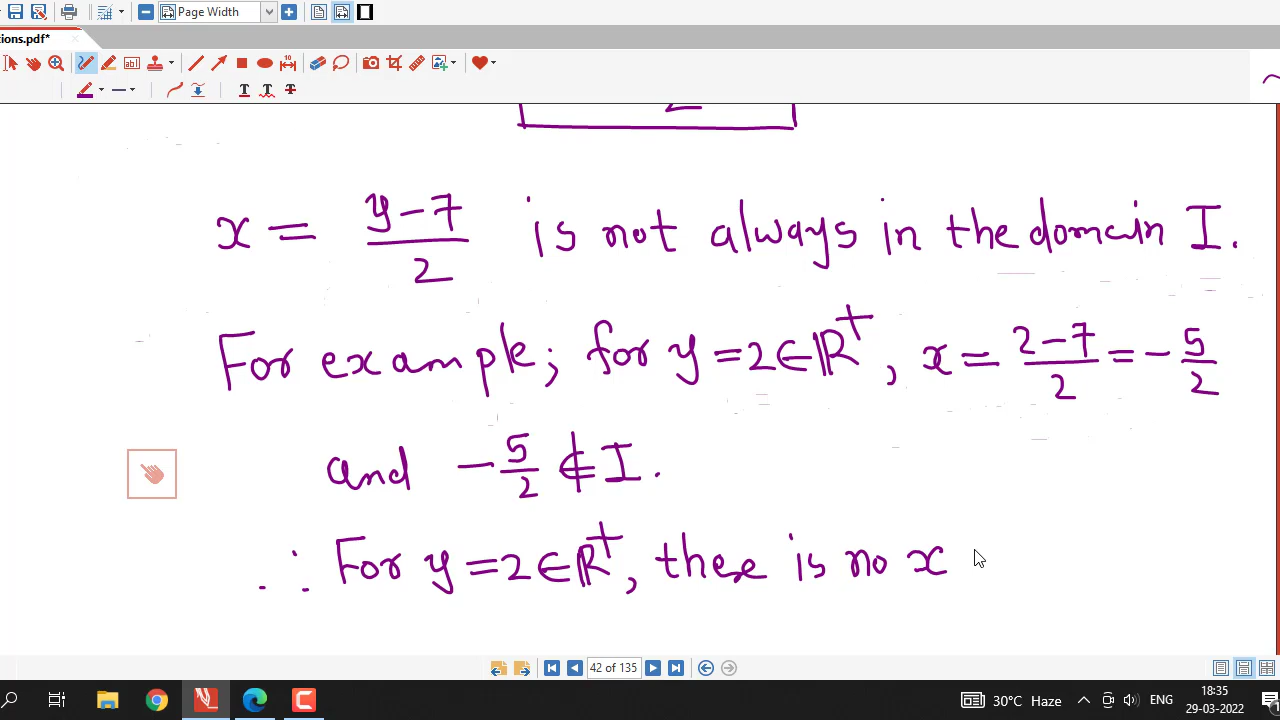 Page Width
tions.pdf*
10
x = y-7/2 is not always in the domain I.
For example; for y=2∈ℝ⁺, x = 2-7/2 = -5/2
and -5/2 ∉ I.
∴ For y=2∈ℝ⁺, there is no x
42 of 135
30°C Haze
ENG
18:35
29-03-2022